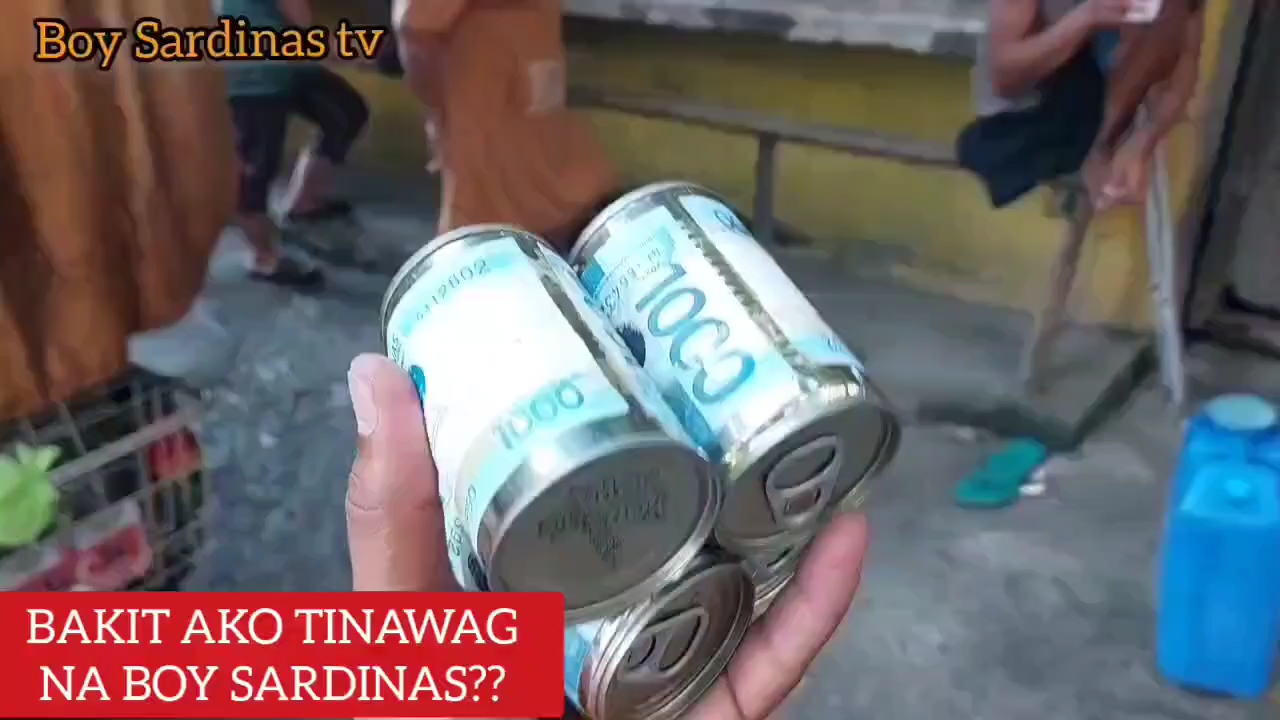 Boy Sardinas tv
1000
1000
BAKIT AKO TINAWAG
NA BOY SARDINAS??